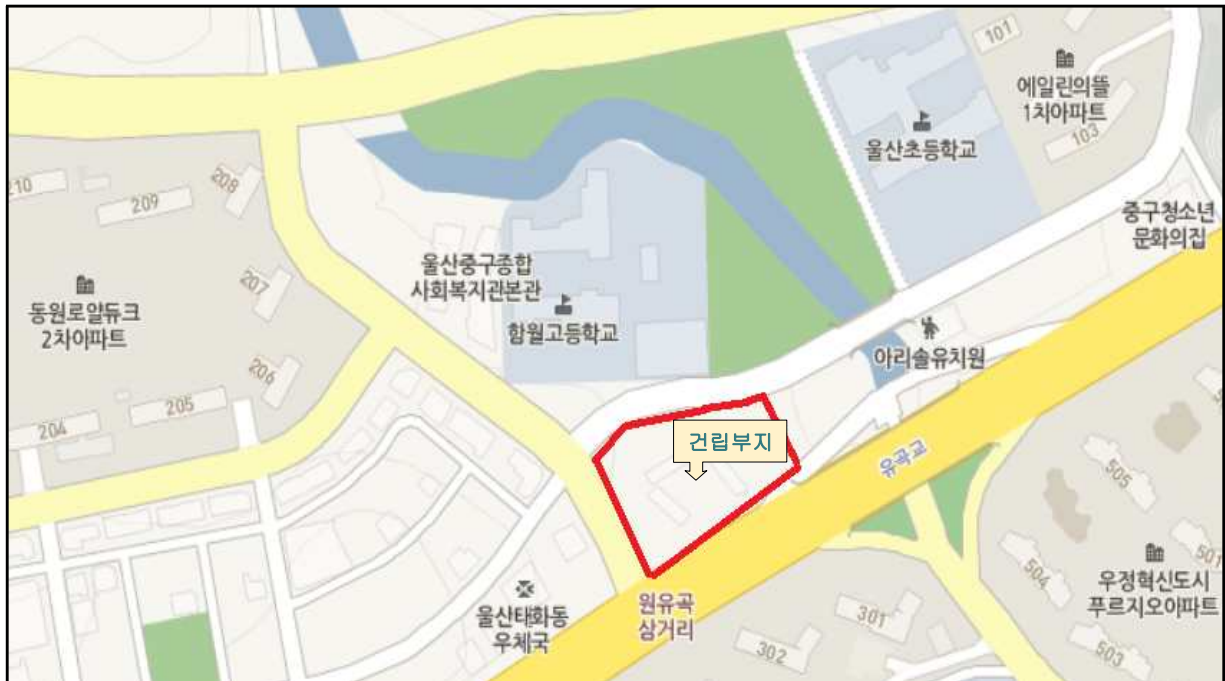 101
에일린의뜰
1차아파트
103
울산초등학교
210
209
208
중구청소년
문화의집
울산중구종합
사회복지관본관
207
동원로얄듀크
2차아파트
함월고등학교
아리솔유치원
206
205
204
건립부지
유곡교
505
504
501
우정혁신도시
푸르지오아파트
울산태화동
우체국
원유곡
삼거리
301
302
503